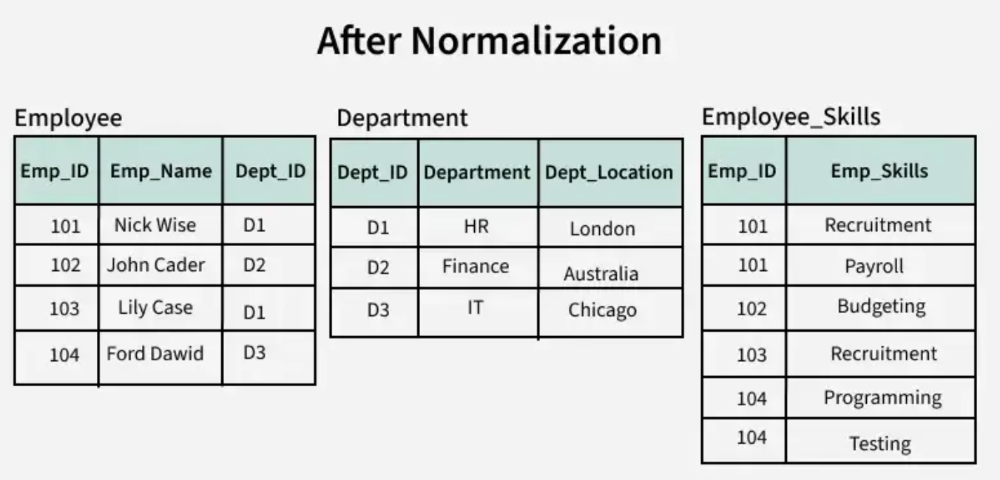 After Normalization
Employee
Emp_ID Emp_Name Dept_ID
101 Nick Wise D1
102 John Cader D2
103 Lily Case D1
104 Ford Dawid D3
Department
Dept_ID Department Dept_Location
D1 HR London
D2 Finance Australia
D3 IT Chicago
Employee_Skills
Emp_ID Emp_Skills
101 Recruitment
101 Payroll
102 Budgeting
103 Recruitment
104 Programming
104 Testing